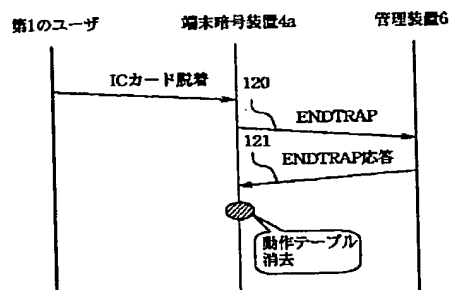 第1のユーザ
端末暗号装置4a
管理装置6
ICカード脱着
120
ENDTRAP
121
ENDTRAP応答
動作テーブル
消去